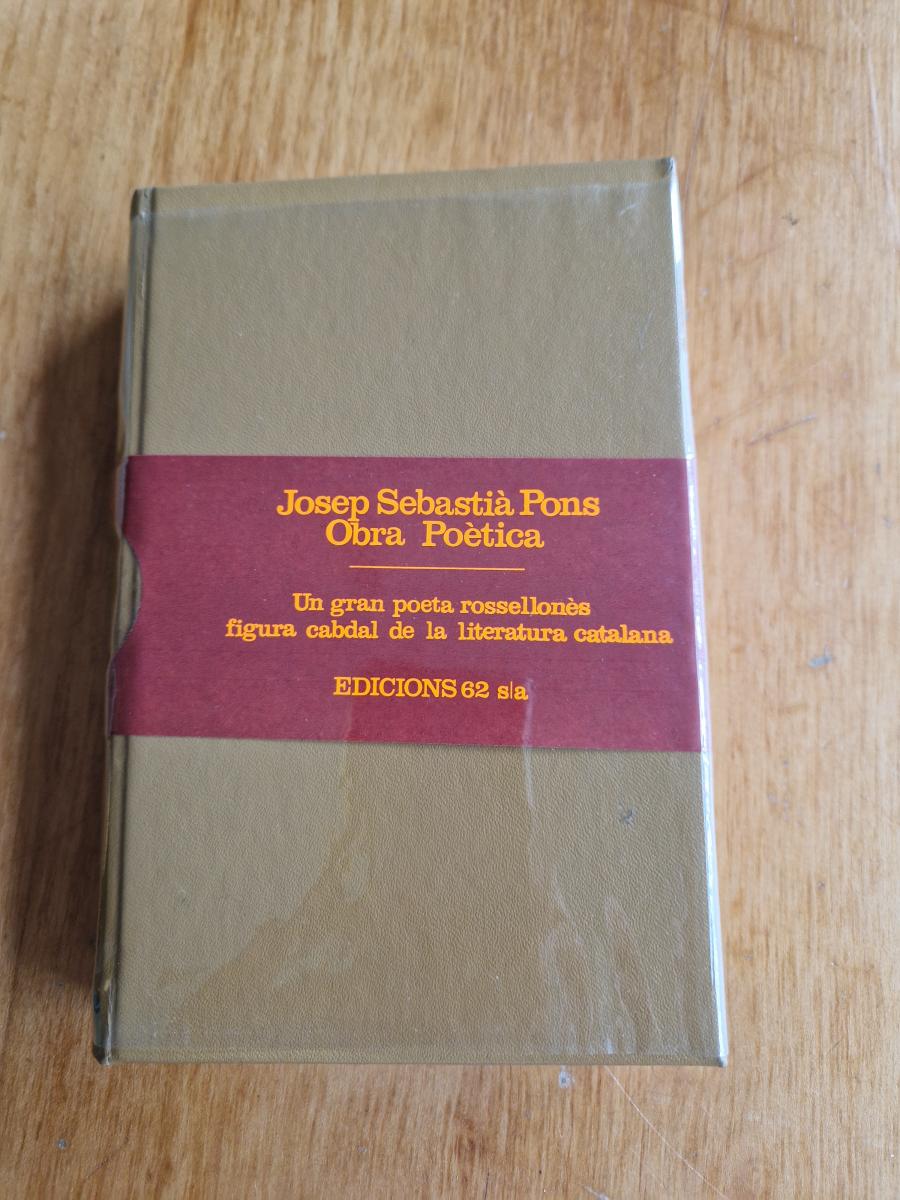 Josep Sebastià Pons
Obra Poètica
Un gran poeta rossellonès
figura cabdal de la literatura catalana
EDICIONS 62 s|a